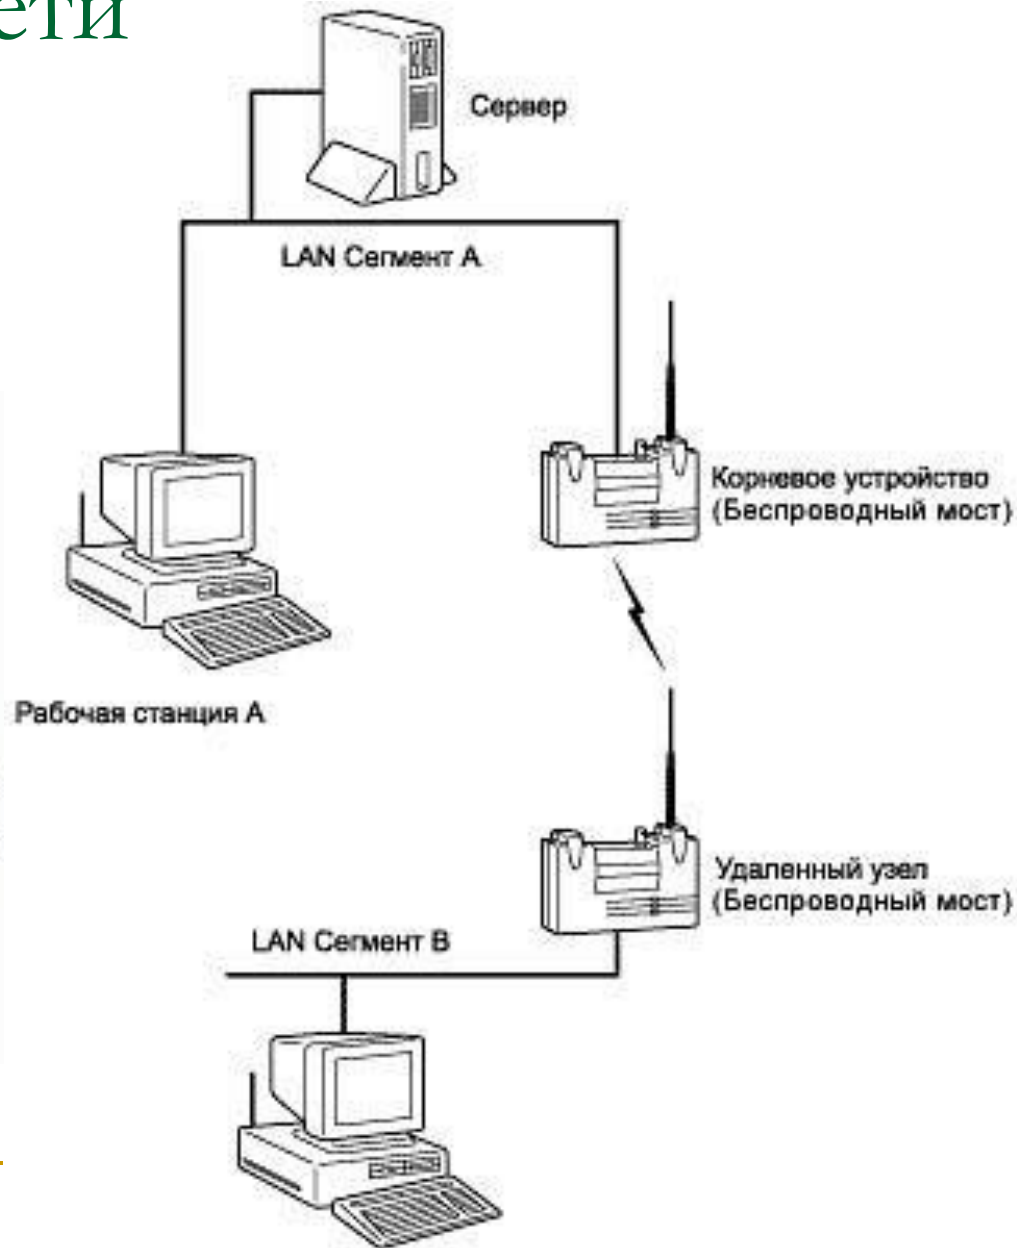 ети
Сервер
LAN Сегмент А
Корневое устройство
(Беспроводный мост)
Рабочая станция А
Удаленный узел
(Беспроводный мост)
LAN Сегмент В